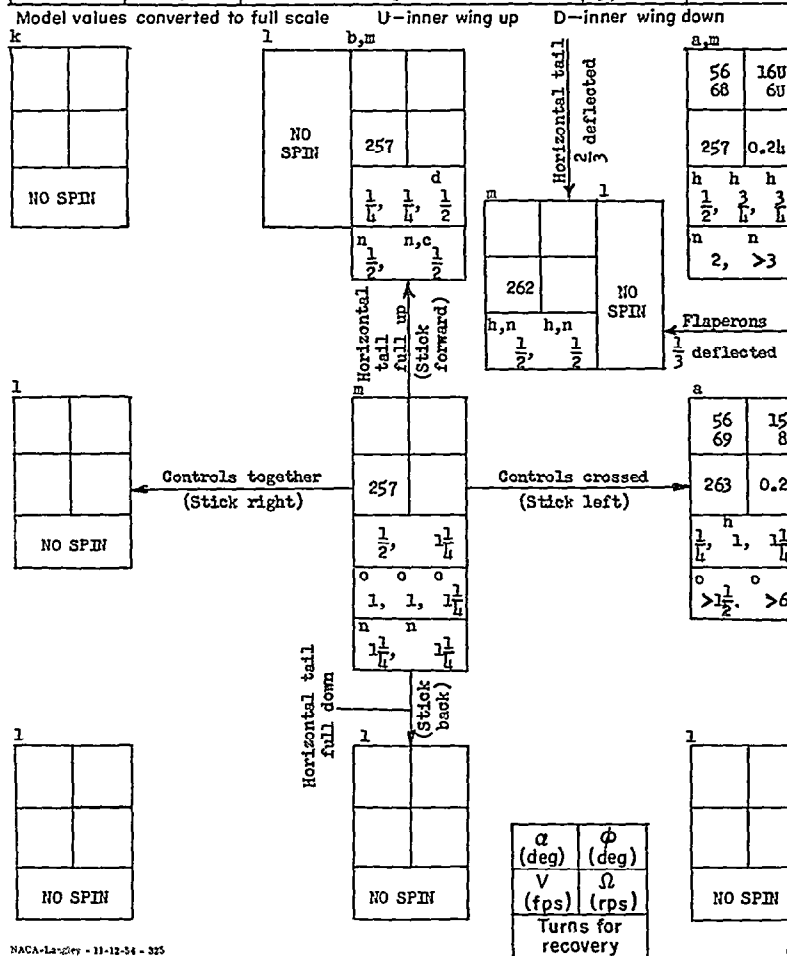 Model values converted to full scale    U-inner wing up    D-inner wing down
k
NO SPIN
l
NO SPIN
b,m
257
d
1/4, 1/4, 1/2
n n,c
1/2, 1/2
Horizontal tail
2/3 deflected
m l
262
NO SPIN
h,n h,n
1/2, 1/2
a,m
56 16U
68 6U
257 0.24
h h h
1/2, 3/4, 3/4
n n
2, >3
Flaperons
1/3 deflected
Horizontal tail full up
(Stick forward)
l
NO SPIN
Controls together
(Stick right)
m
257
1/2, 1 1/4
o o o
1, 1, 1 1/4
n n
1 1/4, 1 1/4
Controls crossed
(Stick left)
a
56 15
69 8
263 0.2
h
1/4, 1, 1 1/4
o o
>1 1/2. >6
Horizontal tail full down
(Stick back)
l
NO SPIN
l
NO SPIN
α (deg) φ (deg)
V (fps) Ω (rps)
Turns for recovery
l
NO SPIN
NACA-Langley - 11-12-54 - 325